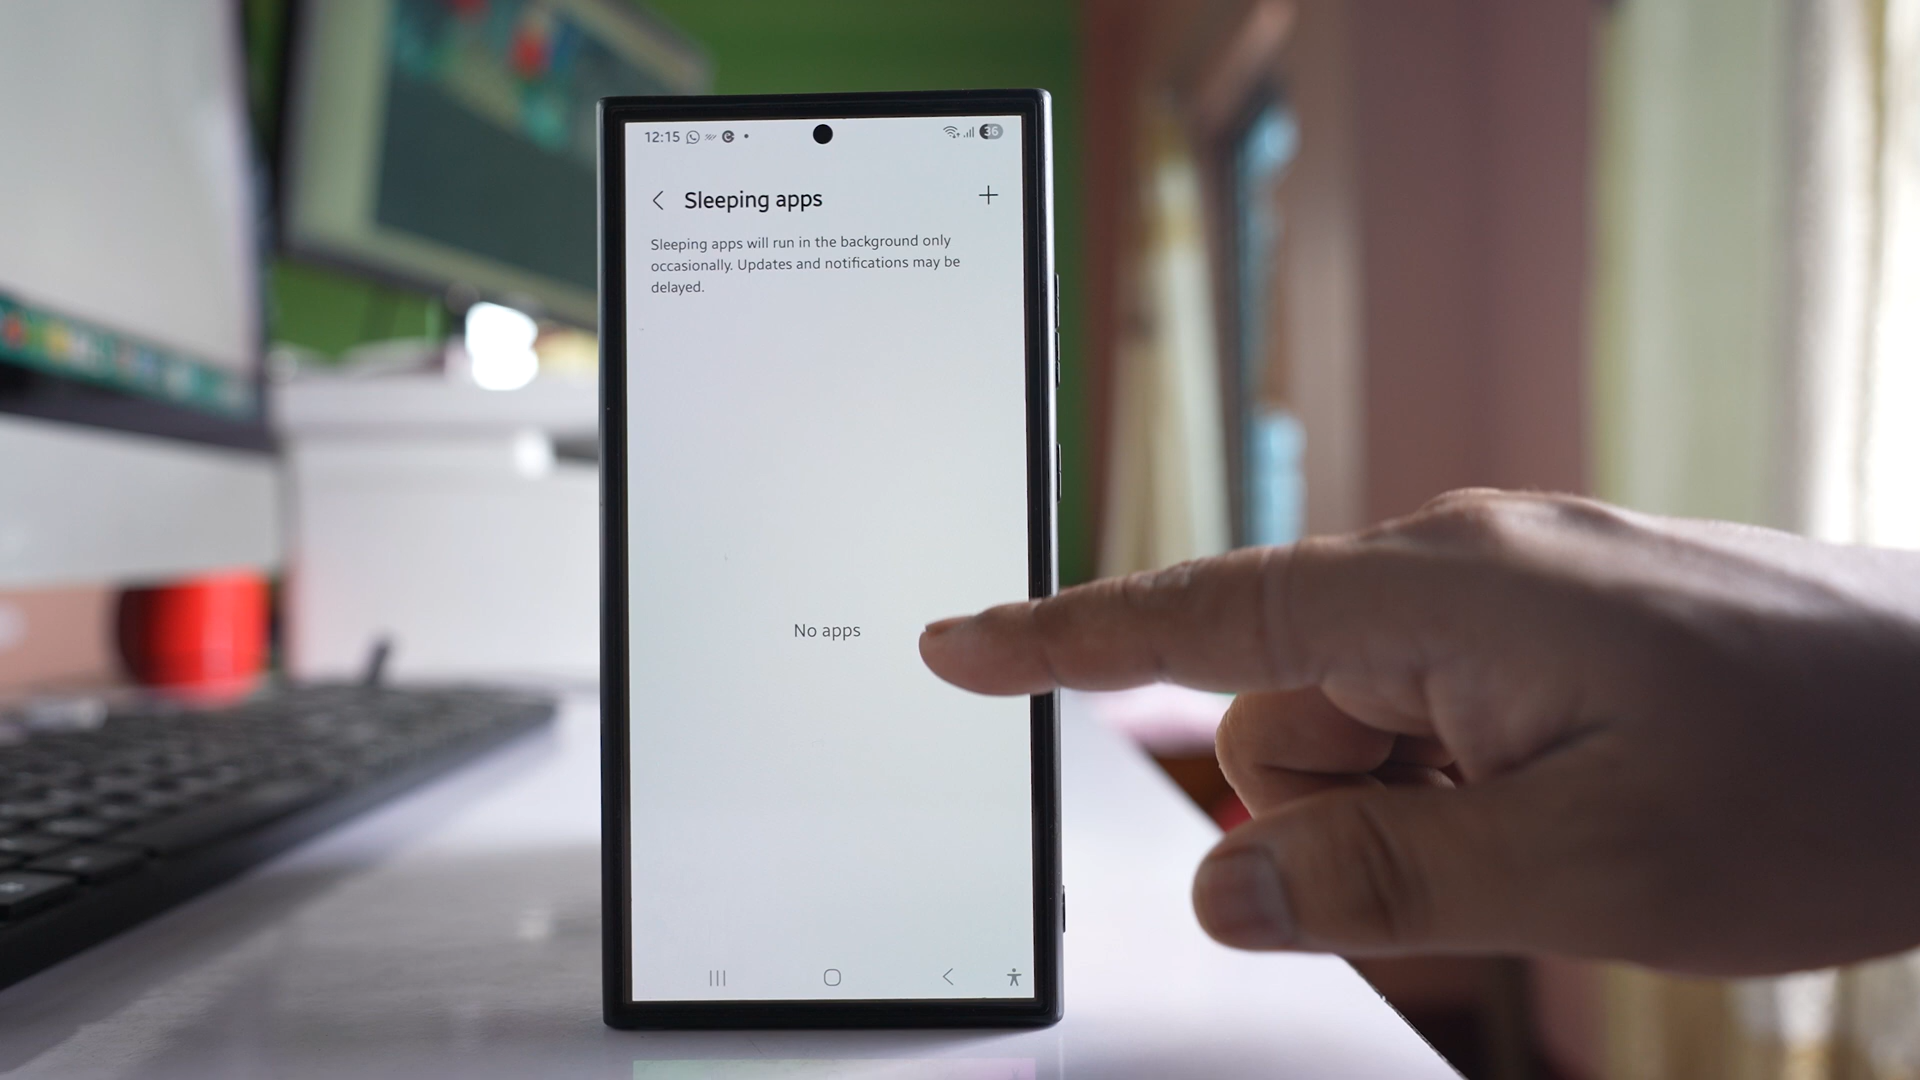 12:15
36
Sleeping apps
Sleeping apps will run in the background only
occasionally. Updates and notifications may be
delayed.
No apps